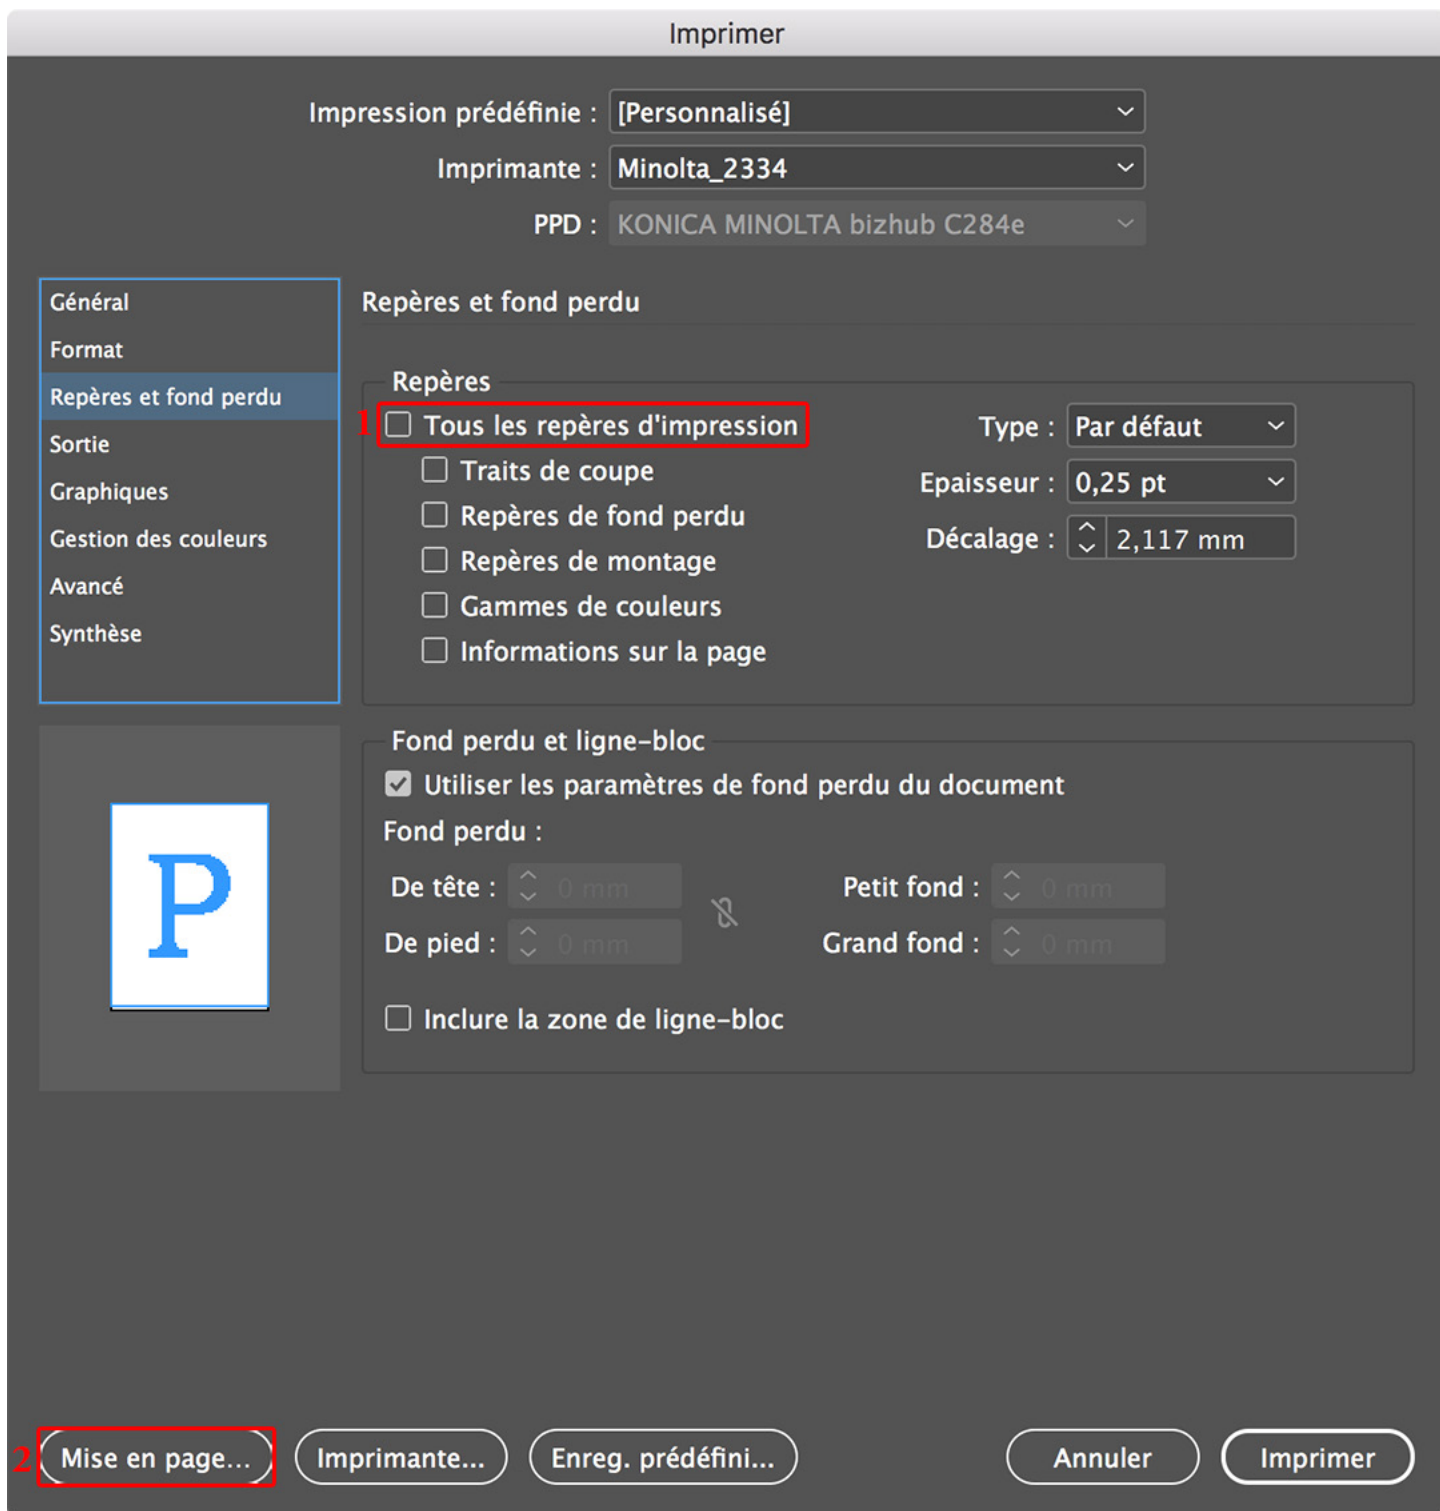 Imprimer
Impression prédéfinie : [Personnalisé]
Imprimante : Minolta_2334
PPD : KONICA MINOLTA bizhub C284e
Général
Format
Repères et fond perdu
Sortie
Graphiques
Gestion des couleurs
Avancé
Synthèse
Repères et fond perdu
Repères
1 Tous les repères d'impression
Traits de coupe
Repères de fond perdu
Repères de montage
Gammes de couleurs
Informations sur la page
Type : Par défaut
Epaisseur : 0,25 pt
Décalage : 2,117 mm
P
Fond perdu et ligne-bloc
Utiliser les paramètres de fond perdu du document
Fond perdu :
De tête : 0 mm Petit fond : 0 mm
De pied : 0 mm Grand fond : 0 mm
Inclure la zone de ligne-bloc
2 Mise en page... Imprimante... Enreg. prédéfini... Annuler Imprimer